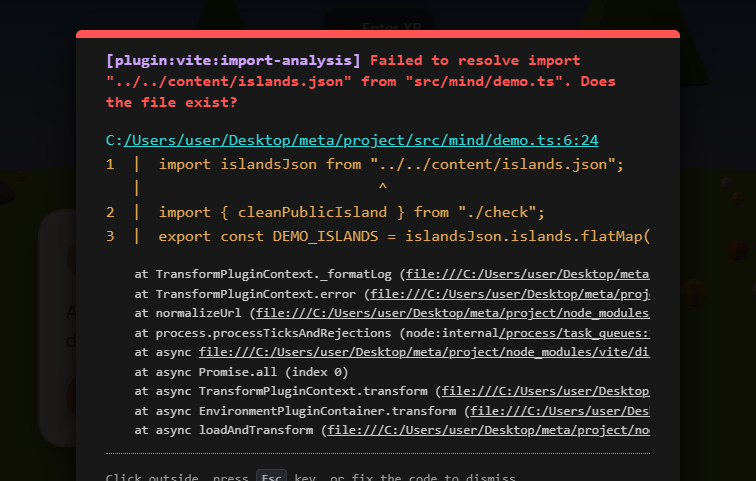 Enter XR
[plugin:vite:import-analysis] Failed to resolve import
"../../content/islands.json" from "src/mind/demo.ts". Does
the file exist?
C:/Users/user/Desktop/meta/project/src/mind/demo.ts:6:24
1  |  import islandsJson from "../../content/islands.json";
   |                          ^
2  |  import { cleanPublicIsland } from "./check";
3  |  export const DEMO_ISLANDS = islandsJson.islands.flatMap(
at TransformPluginContext._formatLog (file:///C:/Users/user/Desktop/meta
at TransformPluginContext.error (file:///C:/Users/user/Desktop/meta/proj
at normalizeUrl (file:///C:/Users/user/Desktop/meta/project/node_modules
at process.processTicksAndRejections (node:internal/process/task_queues:
at async file:///C:/Users/user/Desktop/meta/project/node_modules/vite/di
at async Promise.all (index 0)
at async TransformPluginContext.transform (file:///C:/Users/user/Desktop
at async EnvironmentPluginContainer.transform (file:///C:/Users/user/Des
at async loadAndTransform (file:///C:/Users/user/Desktop/meta/project/no
Click outside, press Esc key, or fix the code to dismiss.